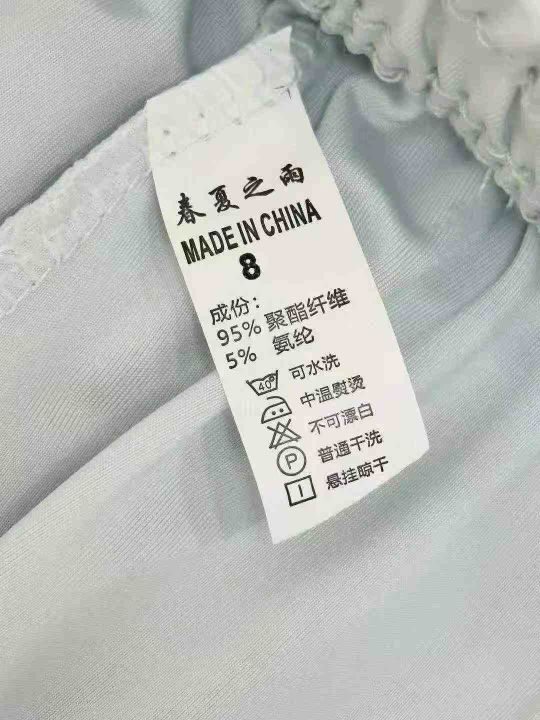 春夏之雨
MADE IN CHINA
8
成份：
95% 聚酯纤维
5% 氨纶
40° 可水洗
中温熨烫
不可漂白
P 普通干洗
悬挂晾干